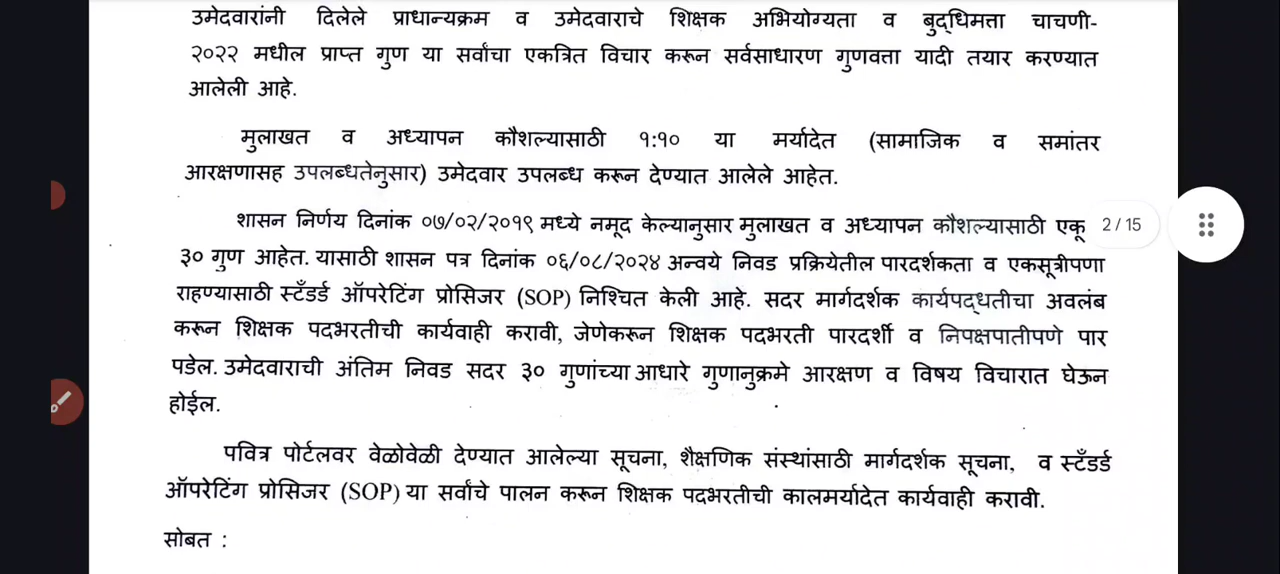 उमेदवारांनी दिलेले प्राधान्यक्रम व उमेदवाराचे शिक्षक अभियोग्यता व बुद्धिमत्ता चाचणी-
२०२२ मधील प्राप्त गुण या सर्वांचा एकत्रित विचार करून सर्वसाधारण गुणवत्ता यादी तयार करण्यात
आलेली आहे.
मुलाखत व अध्यापन कौशल्यासाठी १:१० या मर्यादेत (सामाजिक व समांतर
आरक्षणासह उपलब्धतेनुसार) उमेदवार उपलब्ध करून देण्यात आलेले आहेत.
शासन निर्णय दिनांक ०७/०२/२०१९ मध्ये नमूद केल्यानुसार मुलाखत व अध्यापन कौशल्यासाठी एकू
2/15
३० गुण आहेत. यासाठी शासन पत्र दिनांक ०६/०८/२०२४ अन्वये निवड प्रक्रियेतील पारदर्शकता व एकसूत्रीपणा
राहण्यासाठी स्टँडर्ड ऑपरेटिंग प्रोसिजर (SOP) निश्चित केली आहे. सदर मार्गदर्शक कार्यपद्धतीचा अवलंब
करून शिक्षक पदभरतीची कार्यवाही करावी, जेणेकरून शिक्षक पदभरती पारदर्शी व निपक्षपातीपणे पार
पडेल. उमेदवाराची अंतिम निवड सदर ३० गुणांच्या आधारे गुणानुक्रमे आरक्षण व विषय विचारात घेऊन
होईल.
पवित्र पोर्टलवर वेळोवेळी देण्यात आलेल्या सूचना, शैक्षणिक संस्थांसाठी मार्गदर्शक सूचना, व स्टँडर्ड
ऑपरेटिंग प्रोसिजर (SOP) या सर्वांचे पालन करून शिक्षक पदभरतीची कालमर्यादेत कार्यवाही करावी.
सोबत :